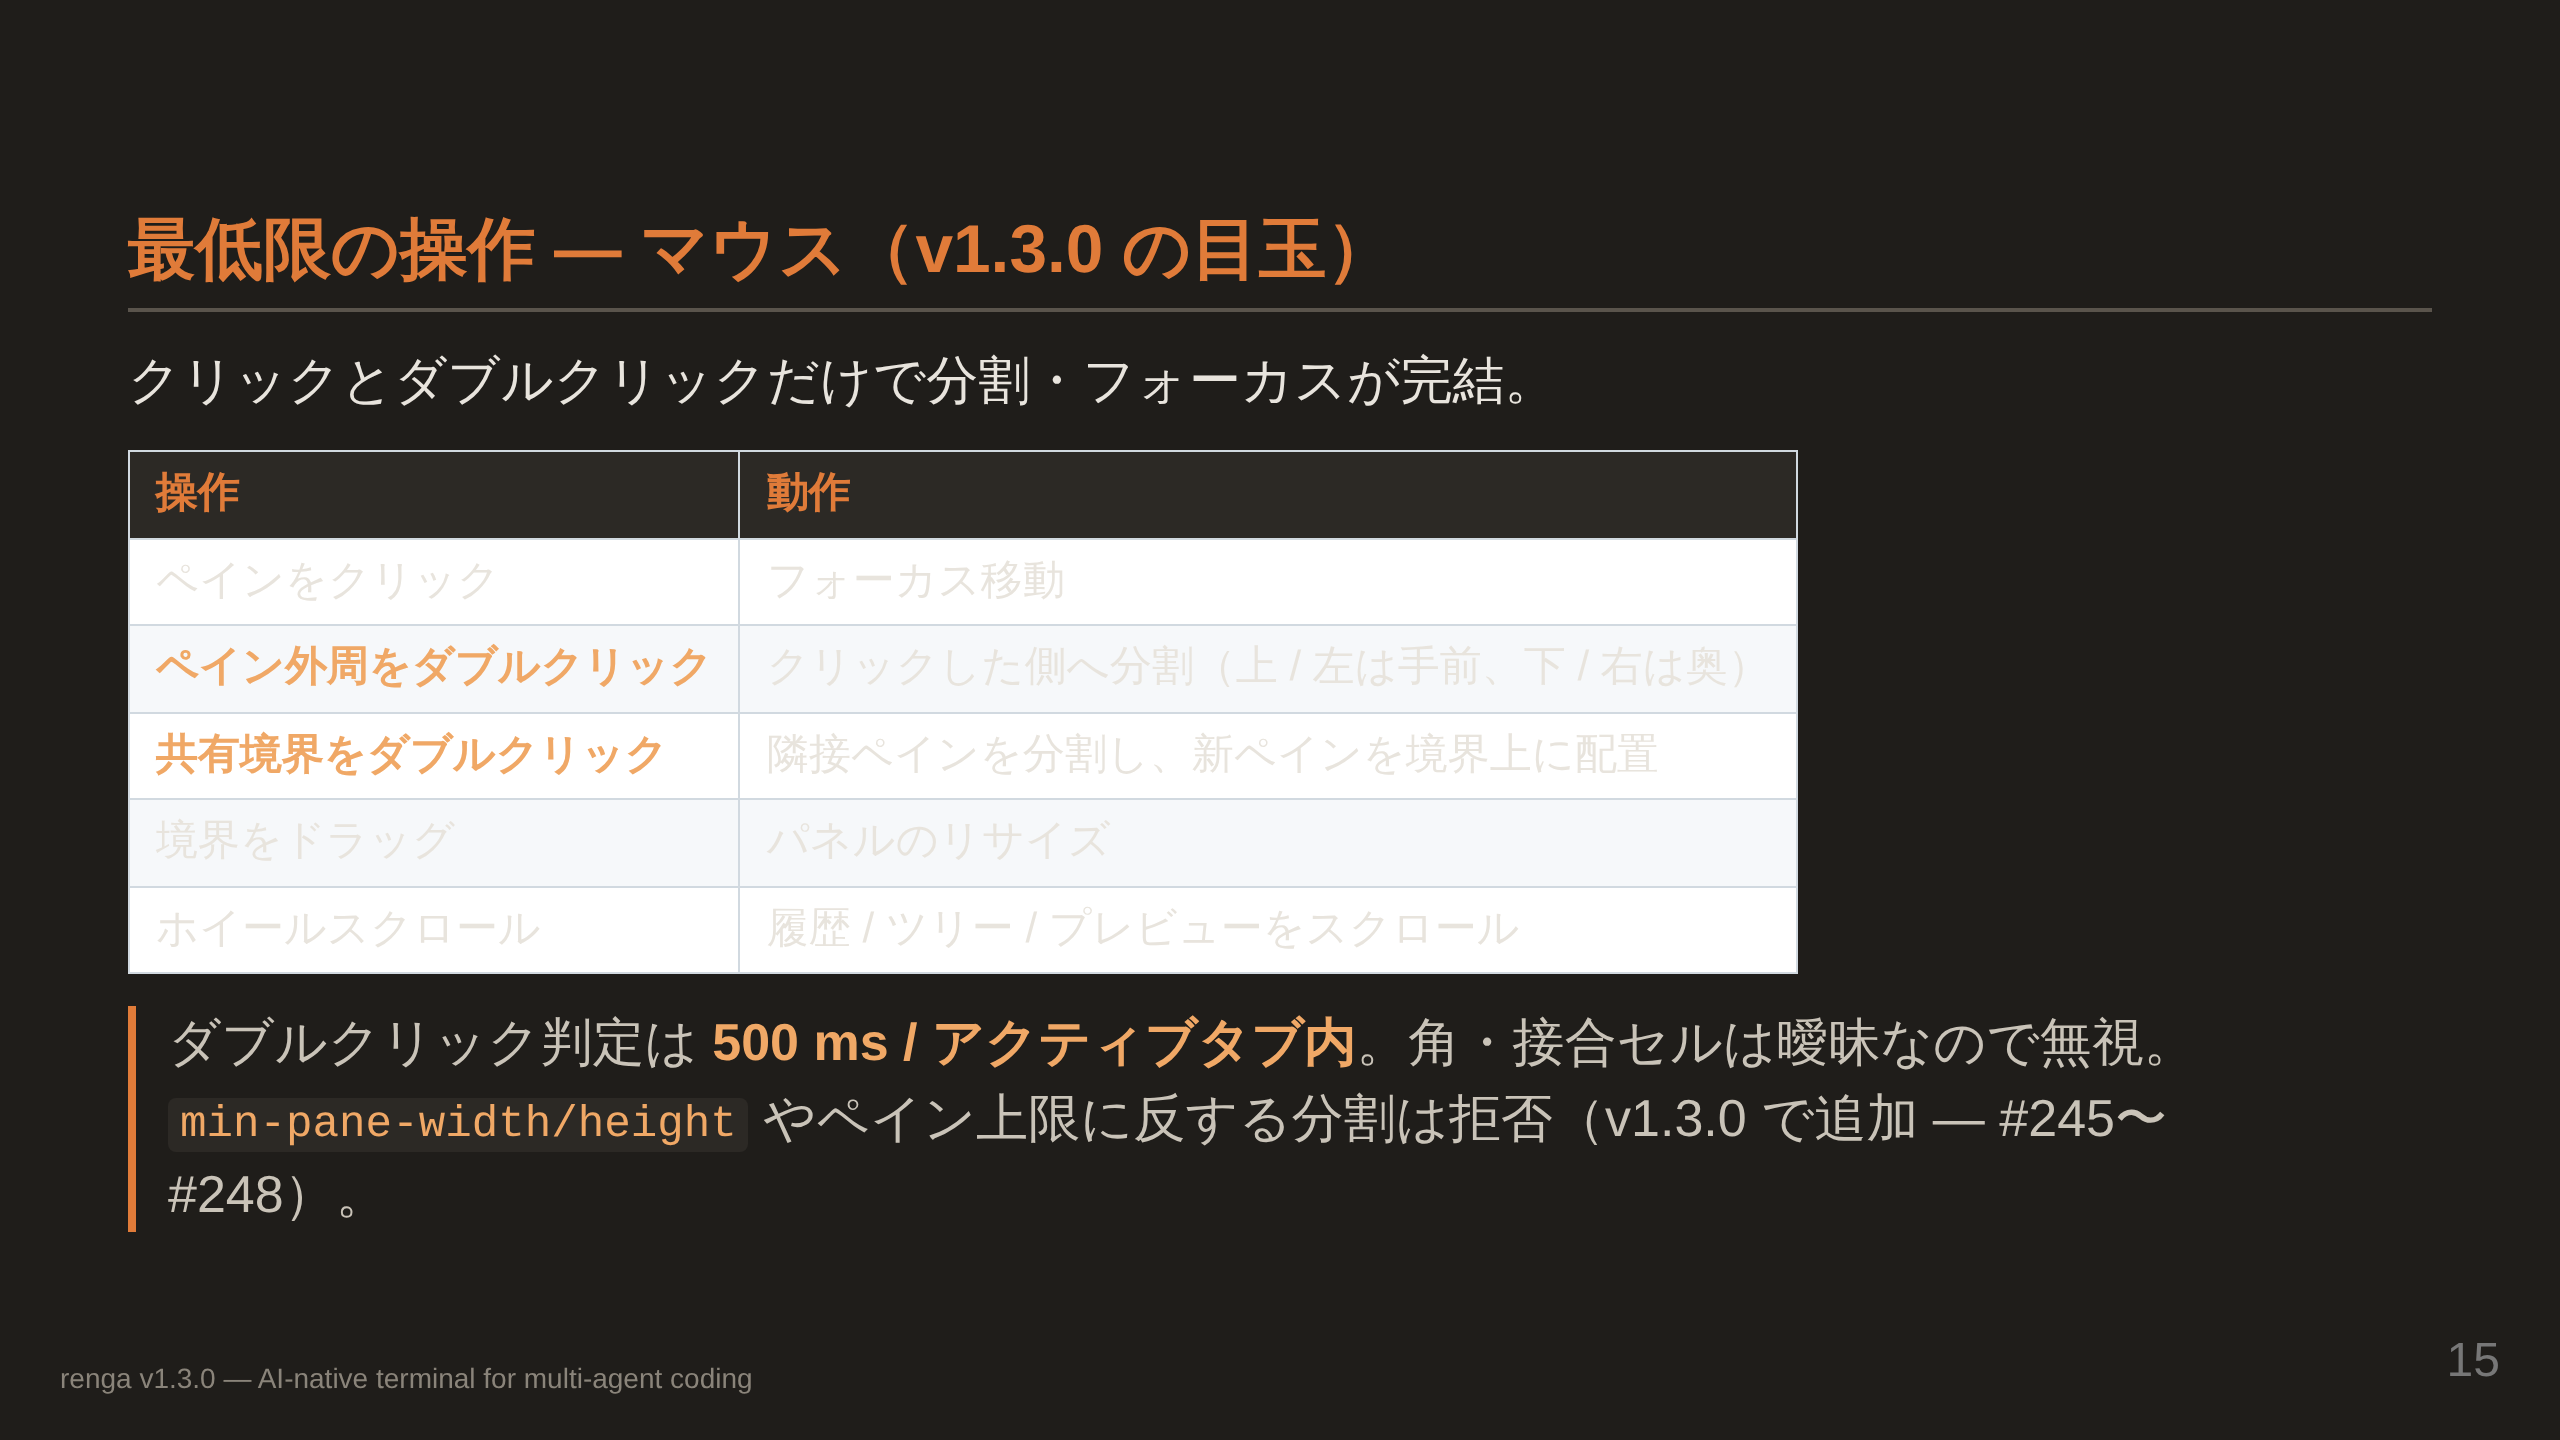 最低限の操作 — マウス（v1.3.0 の目玉）
クリックとダブルクリックだけで分割・フォーカスが完結。
操作 動作
ペインをクリック フォーカス移動
ペイン外周をダブルクリック クリックした側へ分割（上 / 左は手前、下 / 右は奥）
共有境界をダブルクリック 隣接ペインを分割し、新ペインを境界上に配置
境界をドラッグ パネルのリサイズ
ホイールスクロール 履歴 / ツリー / プレビューをスクロール
ダブルクリック判定は 500 ms / アクティブタブ内。角・接合セルは曖昧なので無視。
min-pane-width/height やペイン上限に反する分割は拒否（v1.3.0 で追加 — #245〜
#248）。
renga v1.3.0 — AI-native terminal for multi-agent coding
15